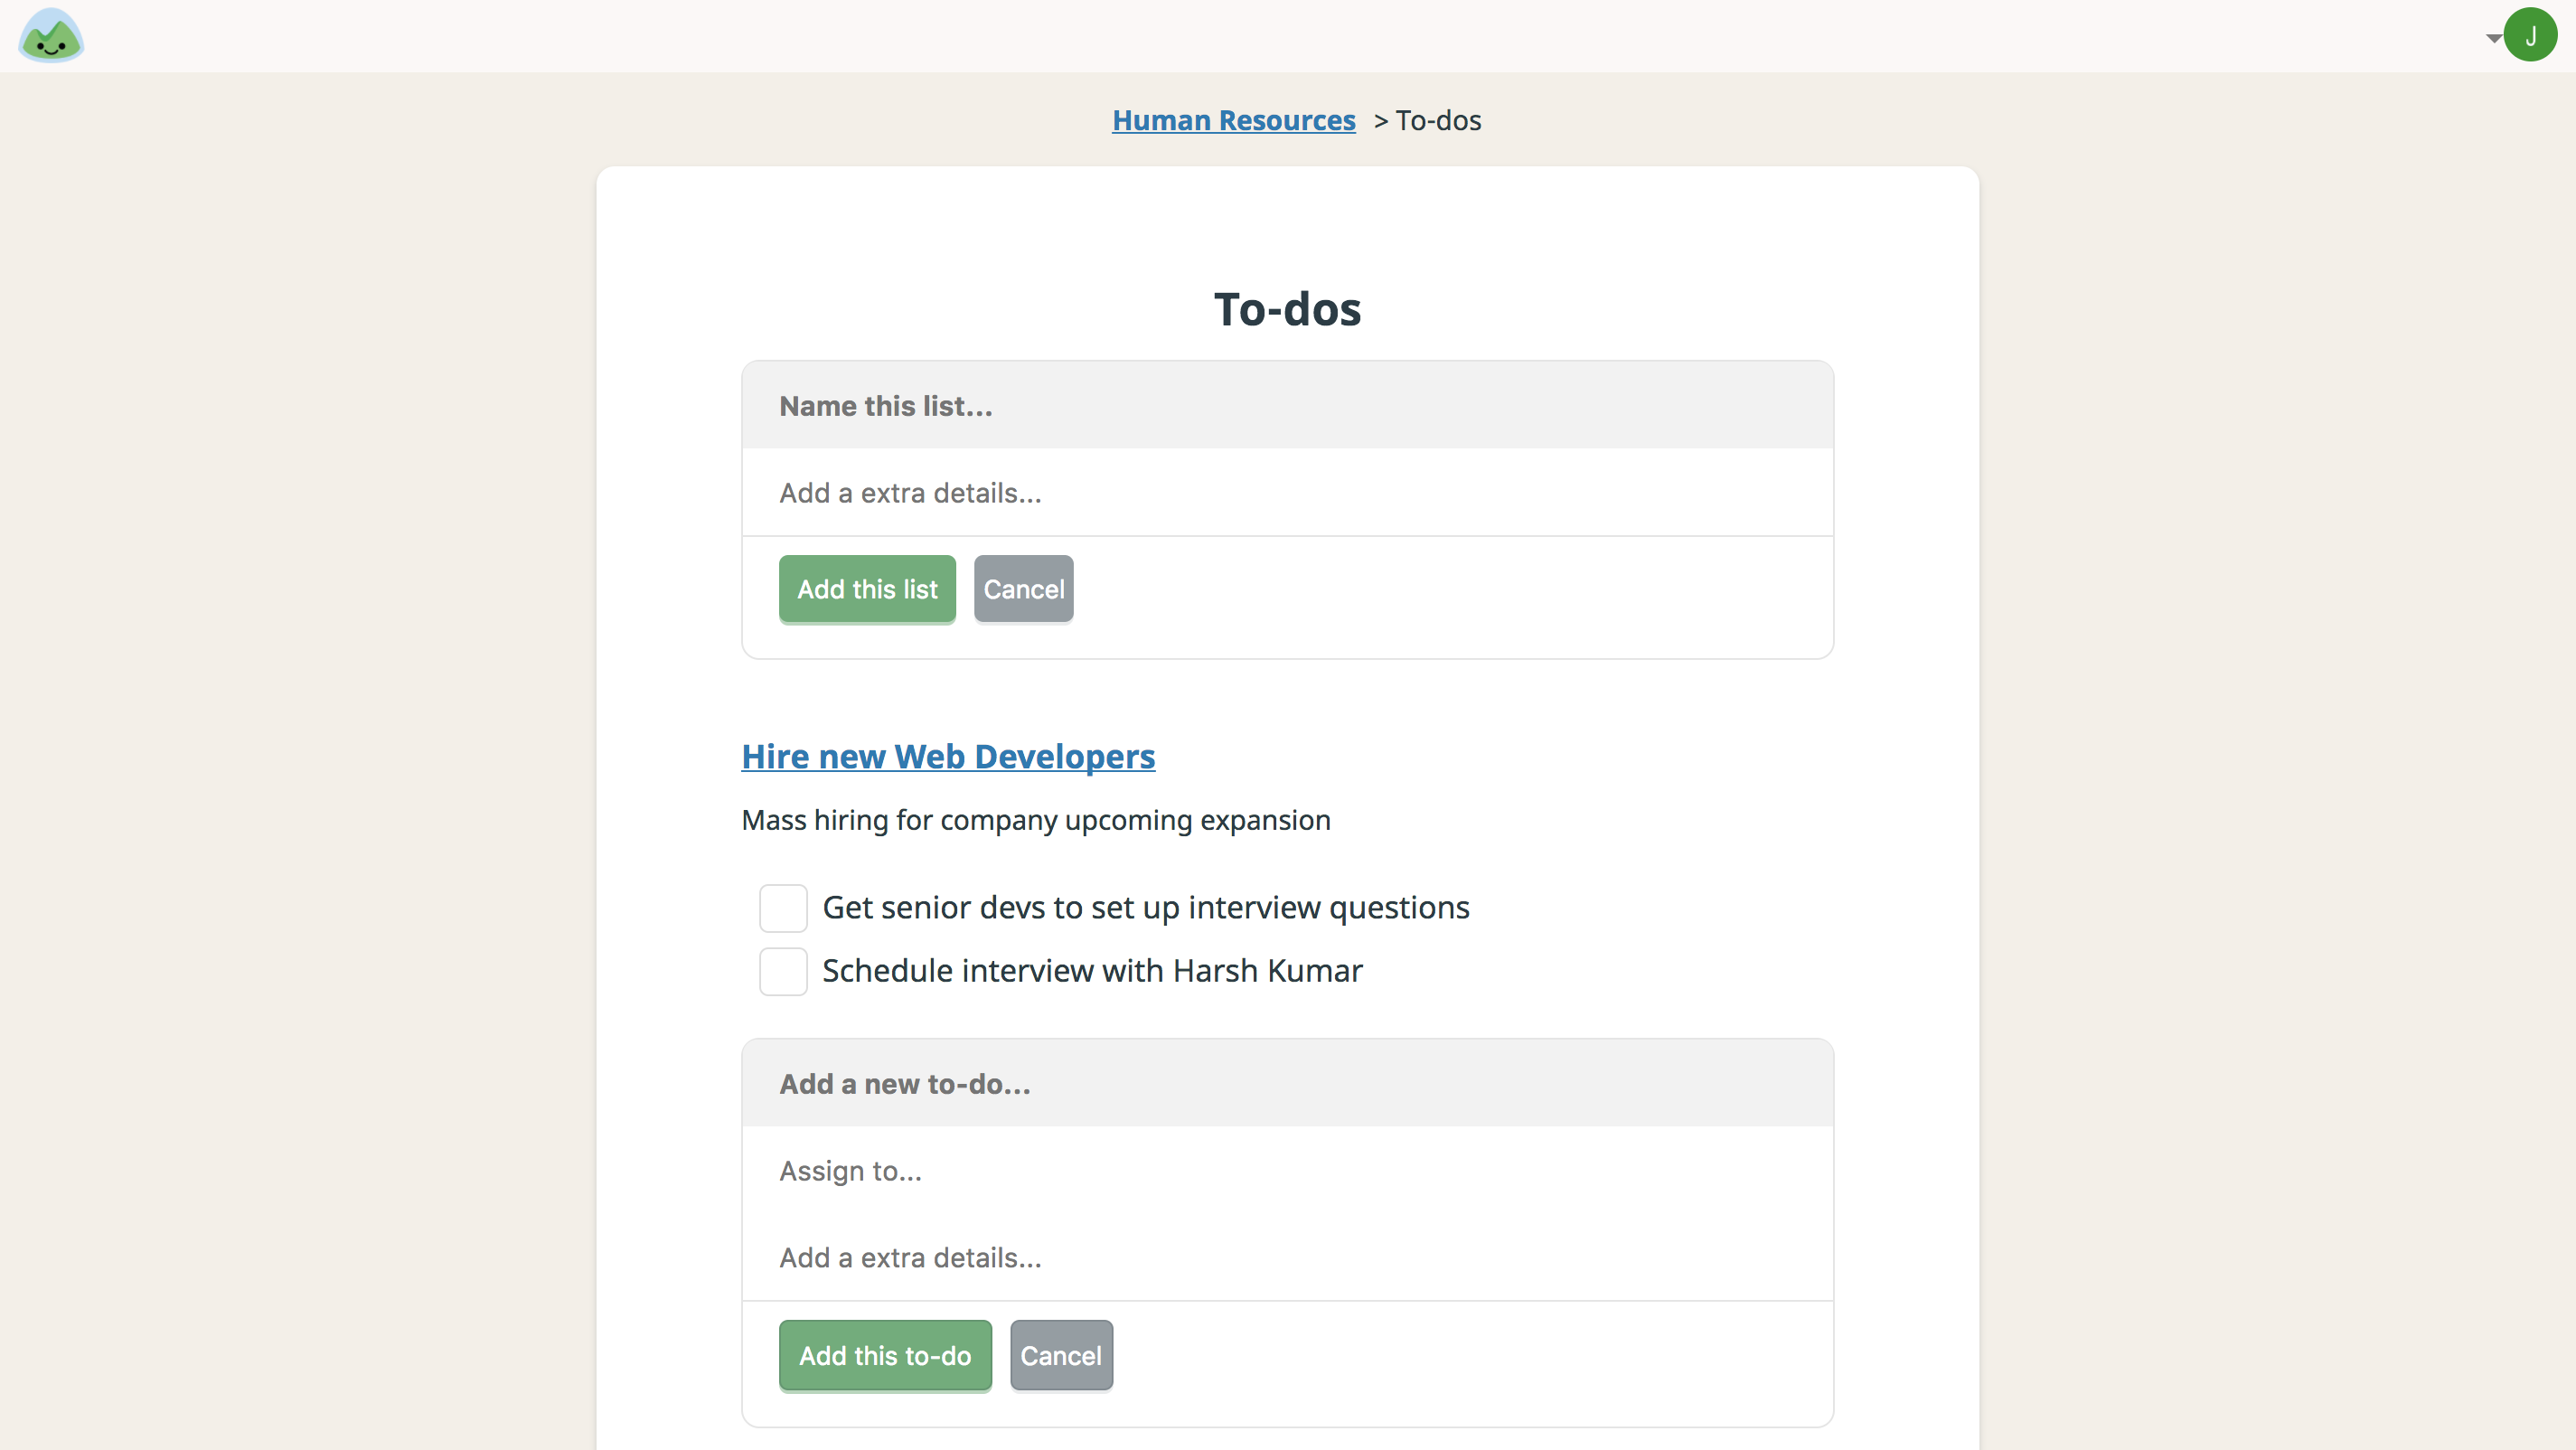 J
Human Resources > To-dos
To-dos
Name this list...
Add a extra details...
Add this list Cancel
Hire new Web Developers
Mass hiring for company upcoming expansion
Get senior devs to set up interview questions
Schedule interview with Harsh Kumar
Add a new to-do...
Assign to...
Add a extra details...
Add this to-do Cancel